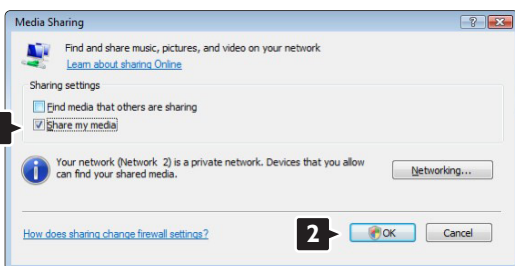 Media Sharing
Find and share music, pictures, and video on your network
Learn about sharing Online
Sharing settings
Find media that others are sharing
Share my media
Your network (Network 2) is a private network. Devices that you allow
can find your shared media.
Networking...
How does sharing change firewall settings?
2
OK
Cancel